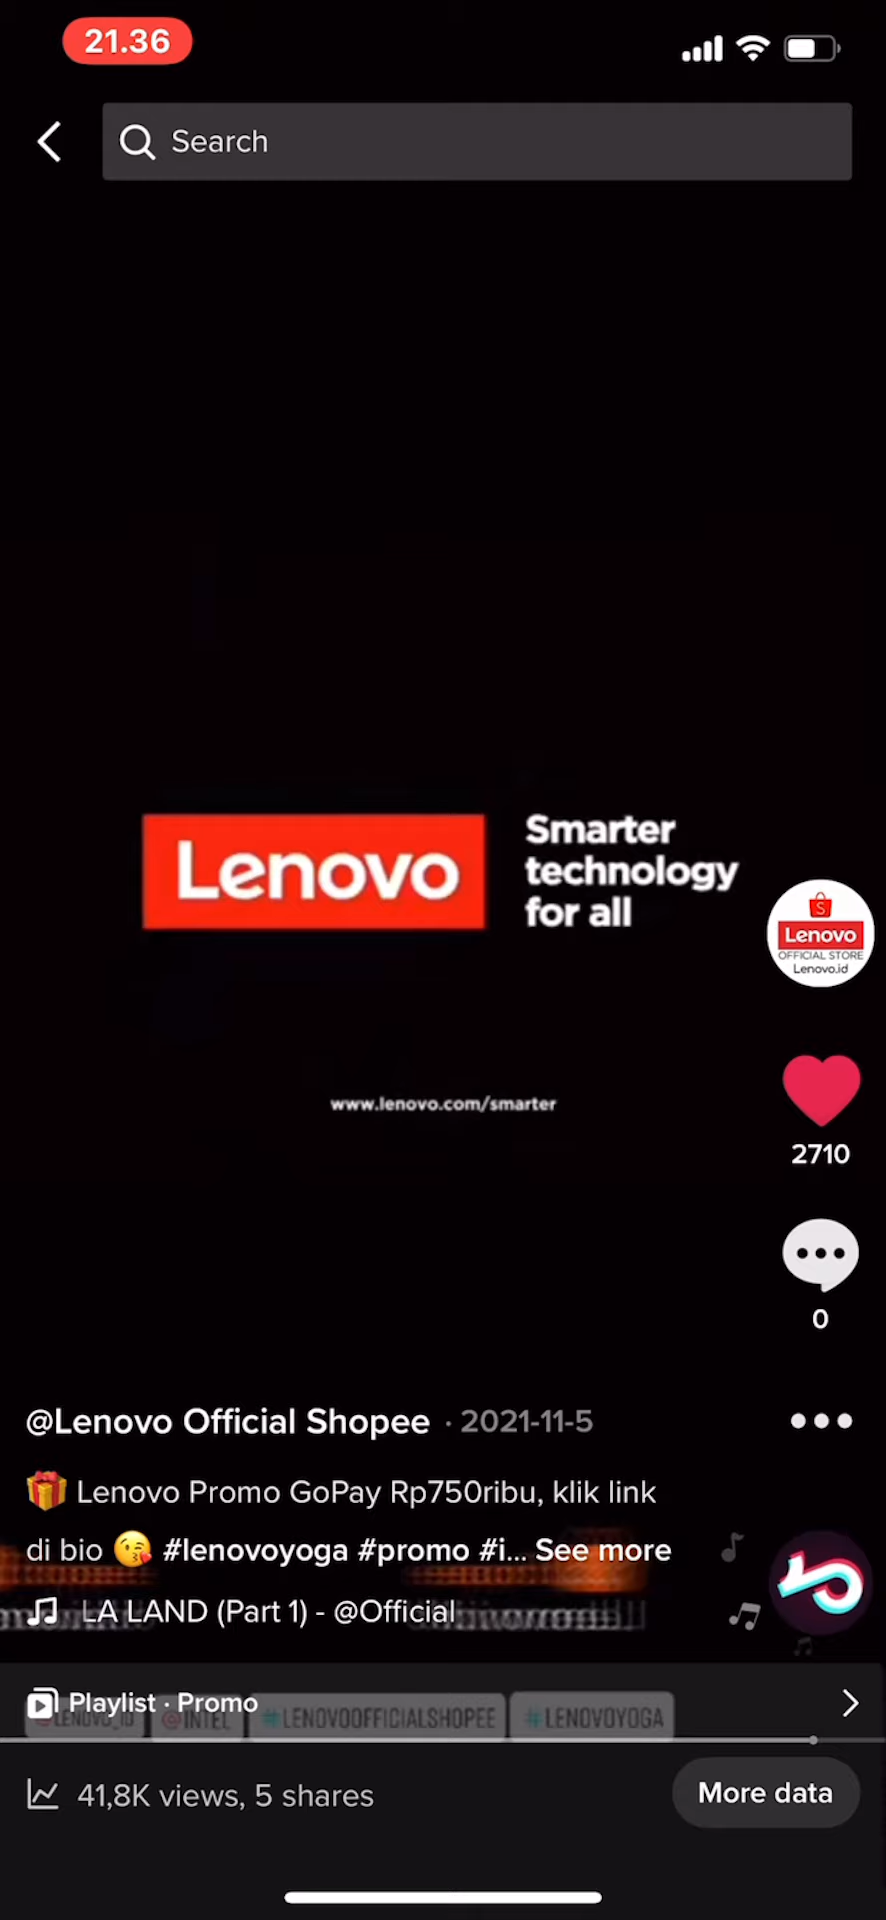 21.36
Search
Lenovo
Smarter
technology
for all
S
Lenovo
OFFICIAL STORE
Lenovo.id
www.lenovo.com/smarter
2710
0
@Lenovo Official Shopee · 2021-11-5
🎁 Lenovo Promo GoPay Rp750ribu, klik link
di bio 😘 #lenovoyoga #promo #i... See more
LA LAND (Part 1) - @Official
Playlist · Promo
@LENOVO_ID @INTEL #LENOVOOFFICIALSHOPEE #LENOVOYOGA
41,8K views, 5 shares
More data